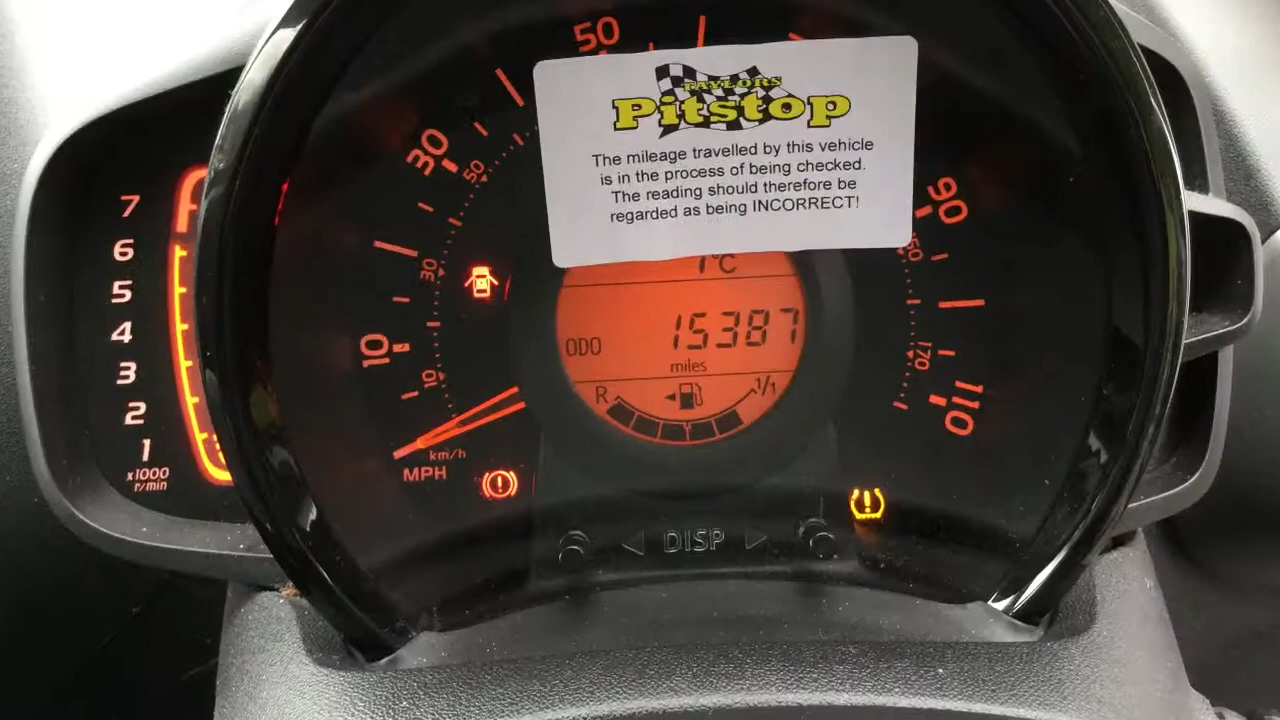 50
TAYLORS
Pitstop
The mileage travelled by this vehicle
is in the process of being checked.
The reading should therefore be
regarded as being INCORRECT!
30
50
90
7
6
5
4
3
2
1
x1000
r/min
30
10
10
km/h
MPH
°C
ODO 15387
miles
R 1/1
170
110
DISP